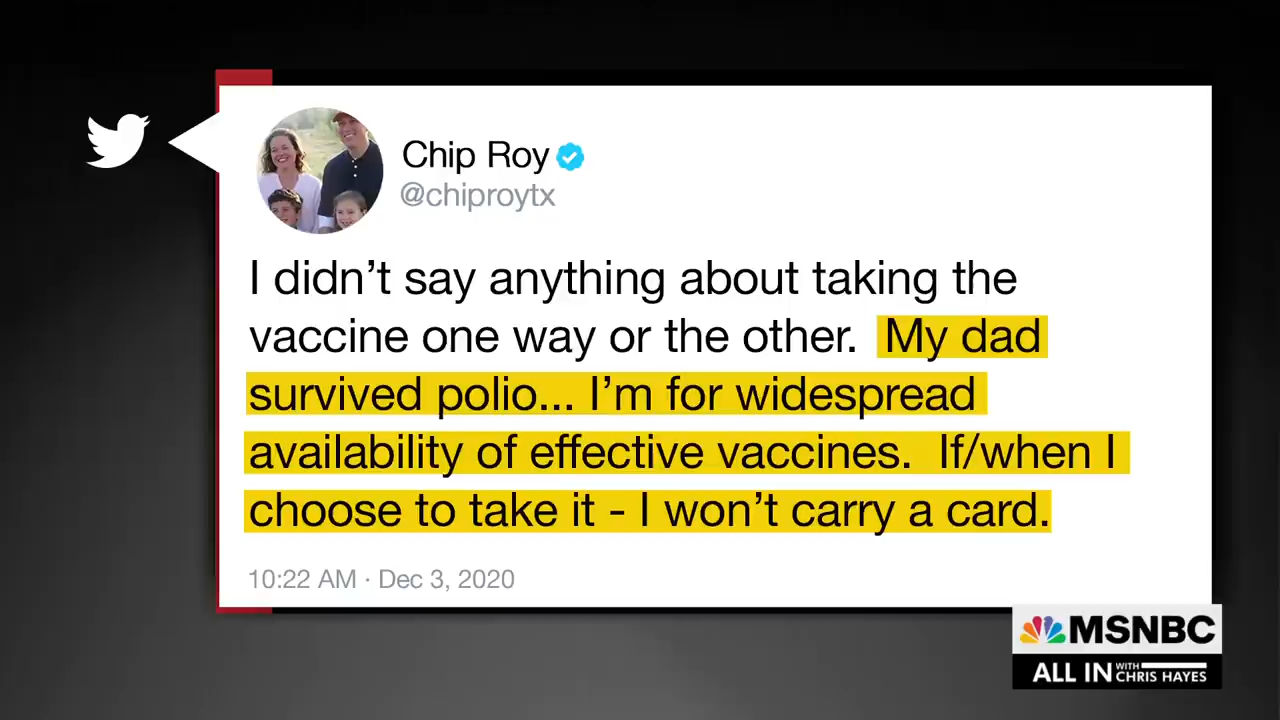 Chip Roy
@chiproytx
I didn’t say anything about taking the
vaccine one way or the other.  My dad
survived polio... I’m for widespread
availability of effective vaccines.  If/when I
choose to take it - I won’t carry a card.
10:22 AM · Dec 3, 2020
MSNBC
ALL IN WITH CHRIS HAYES